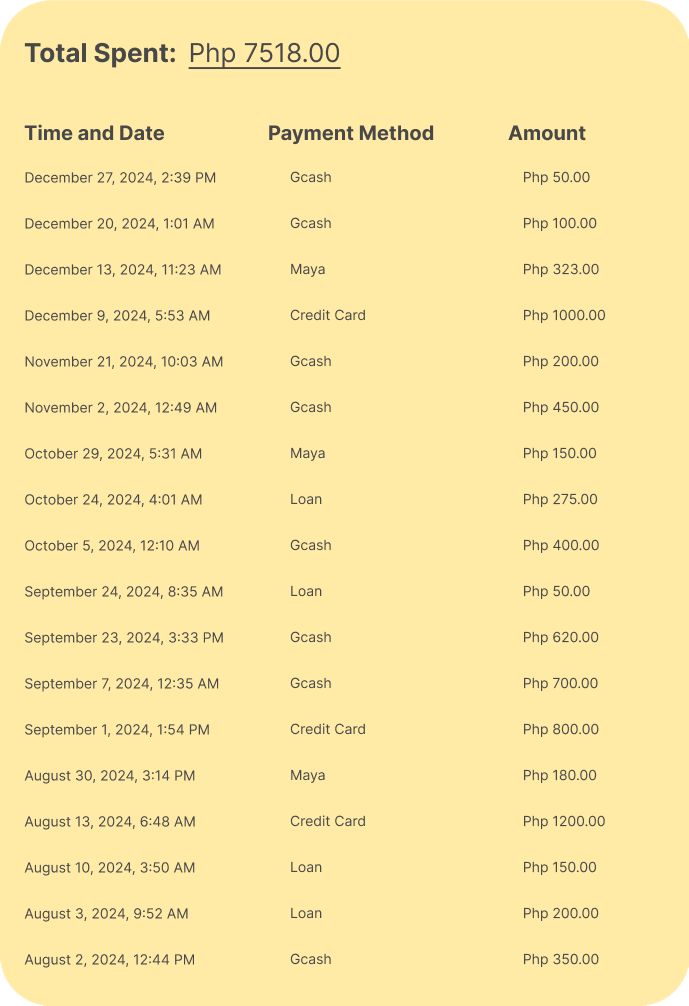 Total Spent: Php 7518.00
Time and Date Payment Method Amount
December 27, 2024, 2:39 PM Gcash Php 50.00
December 20, 2024, 1:01 AM Gcash Php 100.00
December 13, 2024, 11:23 AM Maya Php 323.00
December 9, 2024, 5:53 AM Credit Card Php 1000.00
November 21, 2024, 10:03 AM Gcash Php 200.00
November 2, 2024, 12:49 AM Gcash Php 450.00
October 29, 2024, 5:31 AM Maya Php 150.00
October 24, 2024, 4:01 AM Loan Php 275.00
October 5, 2024, 12:10 AM Gcash Php 400.00
September 24, 2024, 8:35 AM Loan Php 50.00
September 23, 2024, 3:33 PM Gcash Php 620.00
September 7, 2024, 12:35 AM Gcash Php 700.00
September 1, 2024, 1:54 PM Credit Card Php 800.00
August 30, 2024, 3:14 PM Maya Php 180.00
August 13, 2024, 6:48 AM Credit Card Php 1200.00
August 10, 2024, 3:50 AM Loan Php 150.00
August 3, 2024, 9:52 AM Loan Php 200.00
August 2, 2024, 12:44 PM Gcash Php 350.00